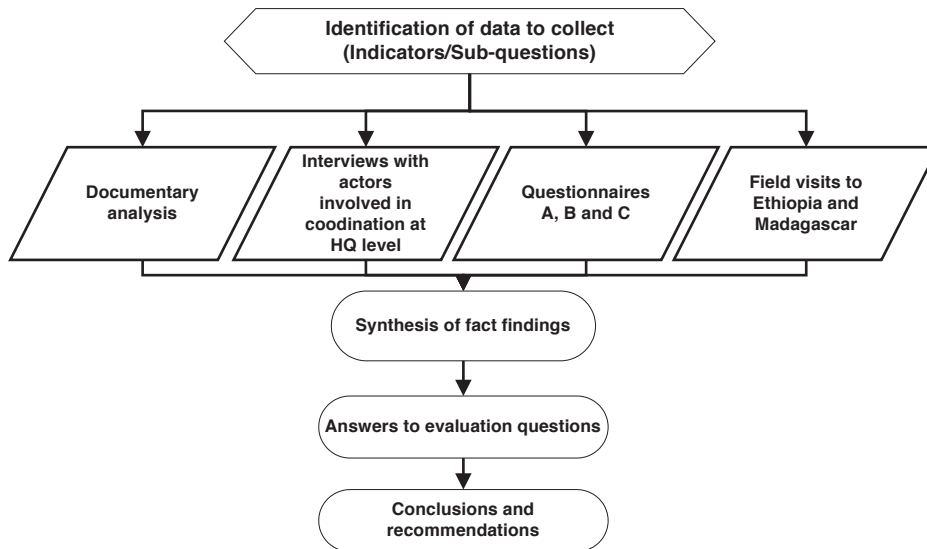 Identification of data to collect
(Indicators/Sub-questions)
Documentary
analysis
Interviews with
actors
involved in
coodination at
HQ level
Questionnaires
A, B and C
Field visits to
Ethiopia and
Madagascar
Synthesis of fact findings
Answers to evaluation questions
Conclusions and
recommendations